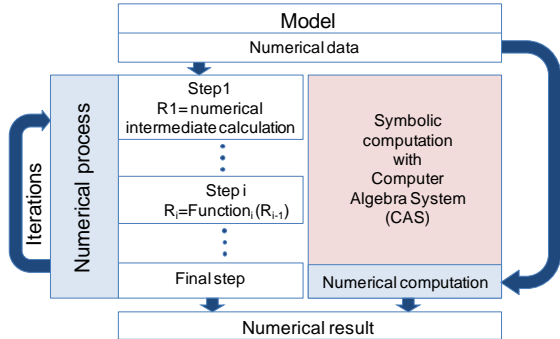 Model
Numerical data
Iterations
Numerical process
Step1
R1=numerical
intermediate calculation
Step i
Rᵢ=Functionᵢ(Rᵢ₋₁)
Final step
Symbolic
computation
with
Computer
Algebra System
(CAS)
Numerical computation
Numerical result